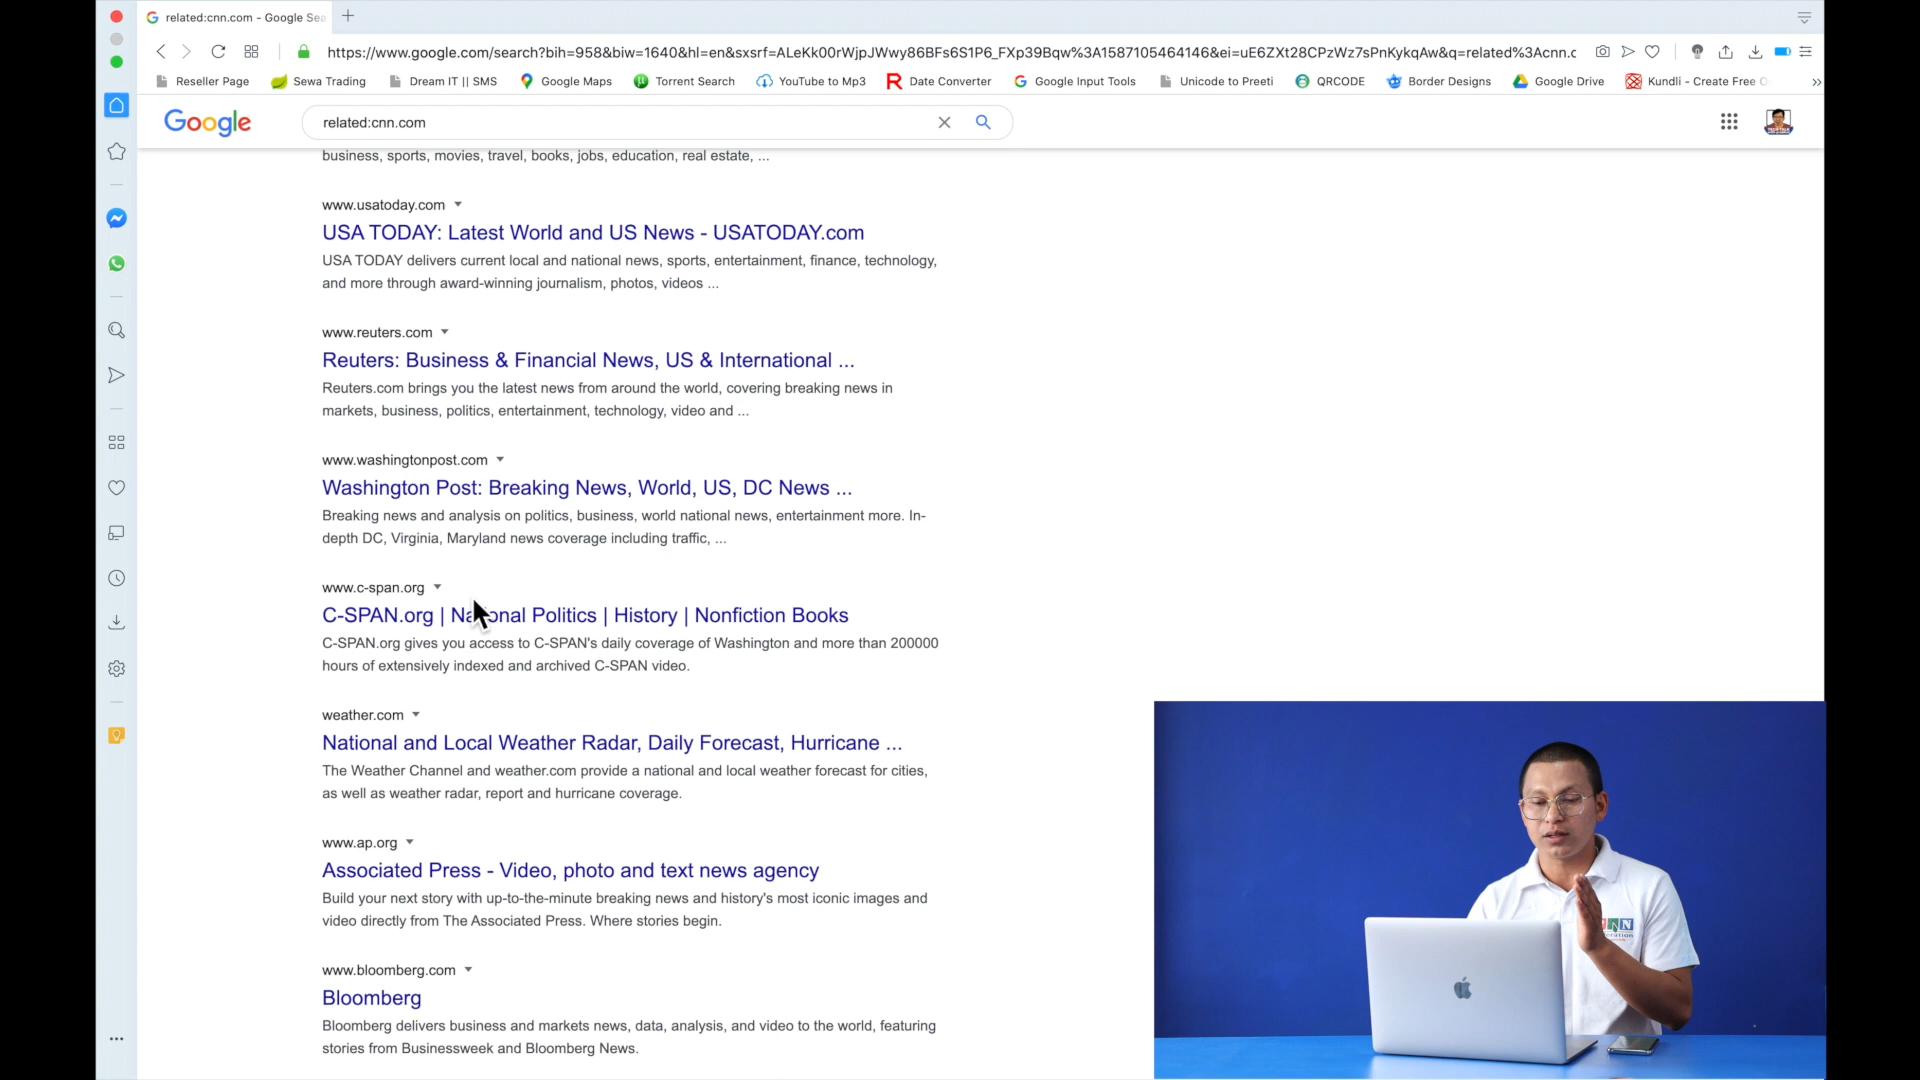 related:cnn.com - Google Sea
https://www.google.com/search?bih=958&biw=1640&hl=en&sxsrf=ALeKk00rWjpJWwy86BFs6S1P6_FXp39Bqw%3A1587105464146&ei=uE6ZXt28CPzWz7sPnKykqAw&q=related%3Acnn.c
Reseller Page Sewa Trading Dream IT || SMS Google Maps Torrent Search YouTube to Mp3 Date Converter Google Input Tools Unicode to Preeti QRCODE Border Designs Google Drive Kundli - Create Free
Google related:cnn.com
business, sports, movies, travel, books, jobs, education, real estate, ...
www.usatoday.com
USA TODAY: Latest World and US News - USATODAY.com
USA TODAY delivers current local and national news, sports, entertainment, finance, technology,
and more through award-winning journalism, photos, videos ...
www.reuters.com
Reuters: Business & Financial News, US & International ...
Reuters.com brings you the latest news from around the world, covering breaking news in
markets, business, politics, entertainment, technology, video and ...
www.washingtonpost.com
Washington Post: Breaking News, World, US, DC News ...
Breaking news and analysis on politics, business, world national news, entertainment more. In-
depth DC, Virginia, Maryland news coverage including traffic, ...
www.c-span.org
C-SPAN.org | National Politics | History | Nonfiction Books
C-SPAN.org gives you access to C-SPAN's daily coverage of Washington and more than 200000
hours of extensively indexed and archived C-SPAN video.
weather.com
National and Local Weather Radar, Daily Forecast, Hurricane ...
The Weather Channel and weather.com provide a national and local weather forecast for cities,
as well as weather radar, report and hurricane coverage.
www.ap.org
Associated Press - Video, photo and text news agency
Build your next story with up-to-the-minute breaking news and history's most iconic images and
video directly from The Associated Press. Where stories begin.
www.bloomberg.com
Bloomberg
Bloomberg delivers business and markets news, data, analysis, and video to the world, featuring
stories from Businessweek and Bloomberg News.